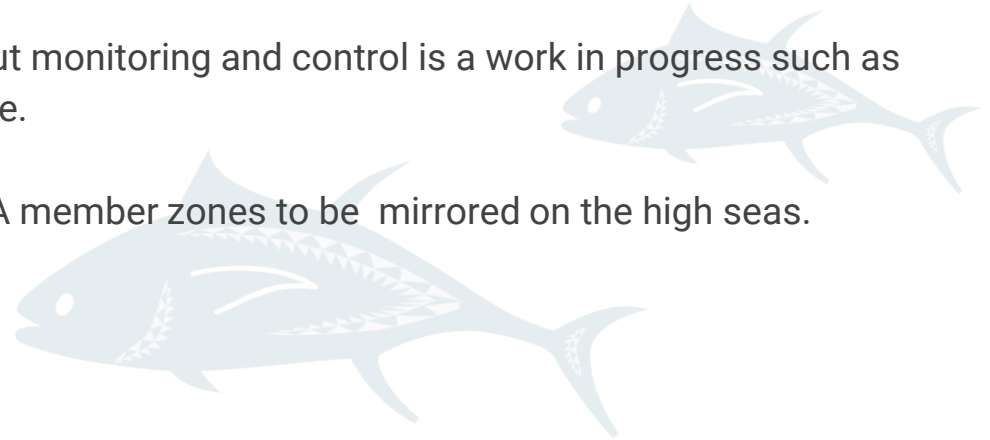 ut monitoring and control is a work in progress such as
e.
A member zones to be mirrored on the high seas.